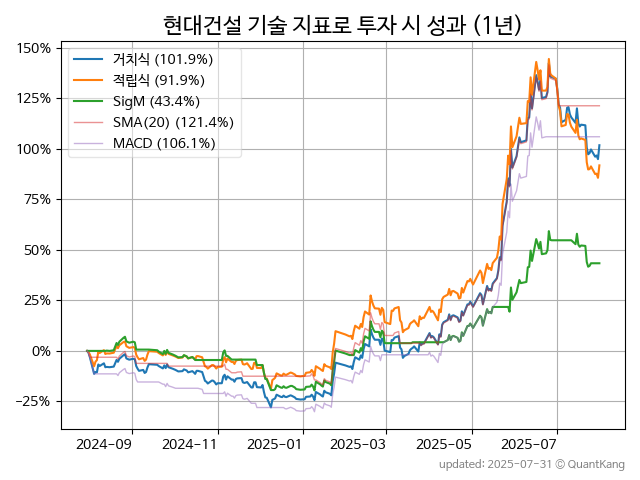 현대건설 기술 지표로 투자 시 성과 (1년)
150%
125%
100%
75%
50%
25%
0%
−25%
거치식 (101.9%)
적립식 (91.9%)
SigM (43.4%)
SMA(20) (121.4%)
MACD (106.1%)
2024-09 2024-11 2025-01 2025-03 2025-05 2025-07
updated: 2025-07-31 © QuantKang